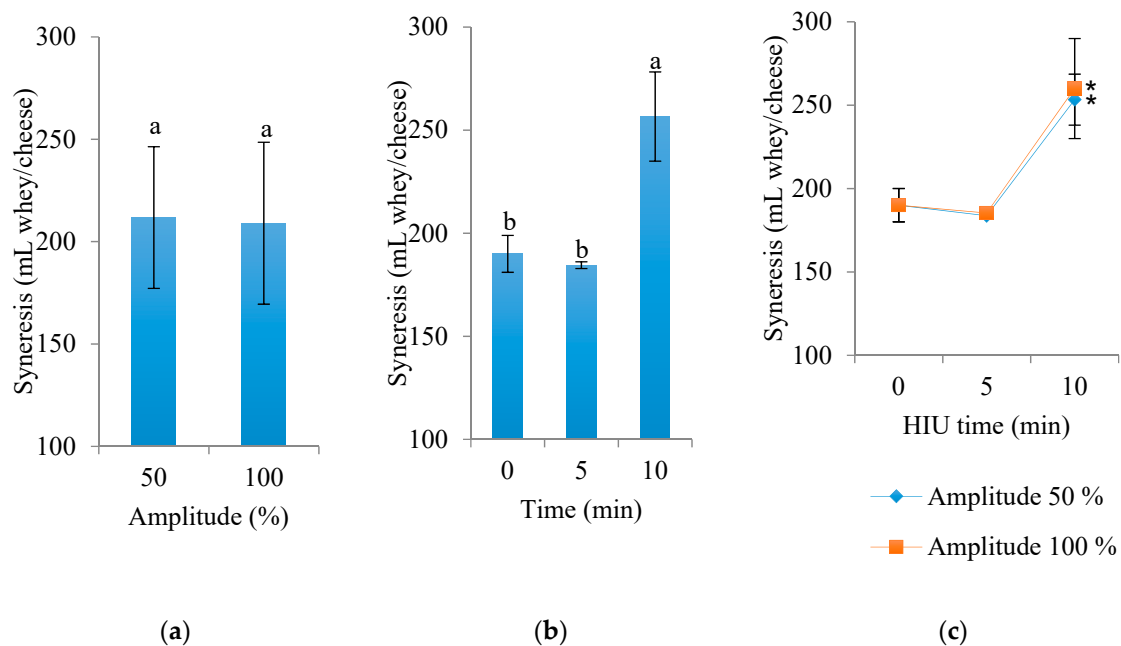 300
250
200
150
100
Syneresis (mL whey/cheese)
a
a
50
100
Amplitude (%)
(a)
300
250
200
150
100
Syneresis (mL whey/cheese)
b
b
a
0
5
10
Time (min)
(b)
300
250
200
150
100
Syneresis (mL whey/cheese)
*
*
0
5
10
HIU time (min)
Amplitude 50 %
Amplitude 100 %
(c)